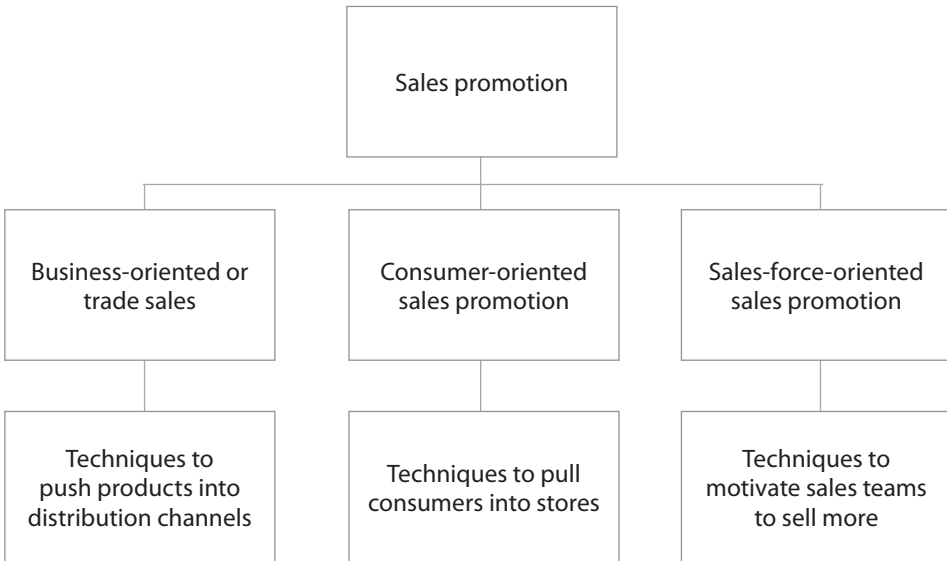 Sales promotion
Business-oriented or
trade sales
Consumer-oriented
sales promotion
Sales-force-oriented
sales promotion
Techniques to
push products into
distribution channels
Techniques to pull
consumers into stores
Techniques to
motivate sales teams
to sell more